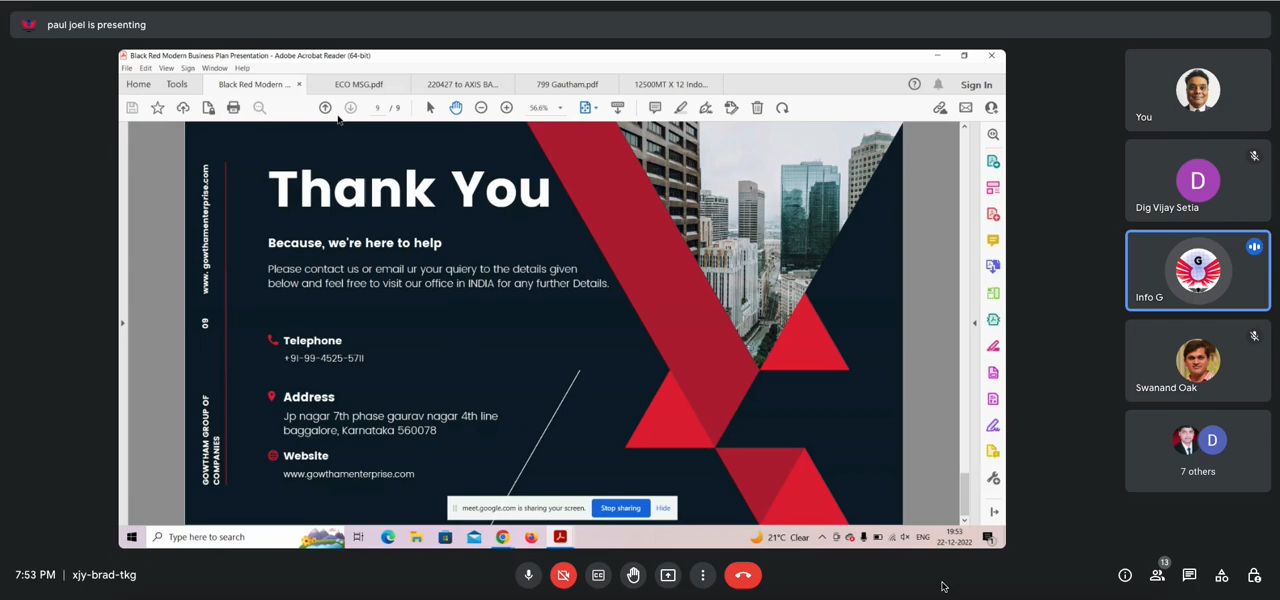 paul joel is presenting
Black Red Modern Business Plan Presentation - Adobe Acrobat Reader (64-bit)
File Edit View Sign Window Help
Home Tools Black Red Modern ... × ECO MSG.pdf 220427 to AXIS BA... 799 Gautham.pdf 12500MT X 12 Indo... Sign In
9 / 9 56.6%
www. gowthamenterprise.com
09
GOWTHAM GROUP OF
COMPANIES
Thank You
Because, we're here to help
Please contact us or email ur your quiery to the details given
below and feel free to visit our office in INDIA for any further Details.
Telephone
+91-99-4525-5711
Address
Jp nagar 7th phase gaurav nagar 4th line
baggalore, Karnataka 560078
Website
www.gowthamenterprise.com
meet.google.com is sharing your screen. Stop sharing Hide
Type here to search
21°C Clear ENG
19:53
22-12-2022
1
You
D
Dig Vijay Setia
G
Info G
Swanand Oak
D
7 others
7:53 PM | xjy-brad-tkg
13